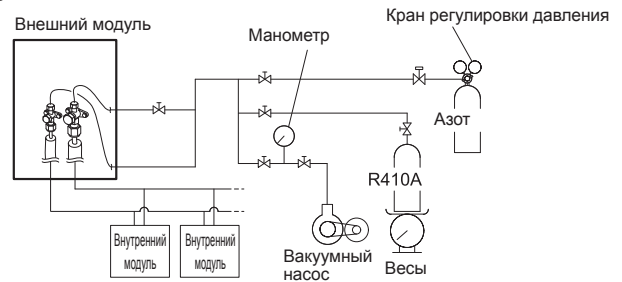 Кран регулировки давления
Внешний модуль
Манометр
Азот
R410A
Внутренний
модуль
Внутренний
модуль
Вакуумный
насос
Весы